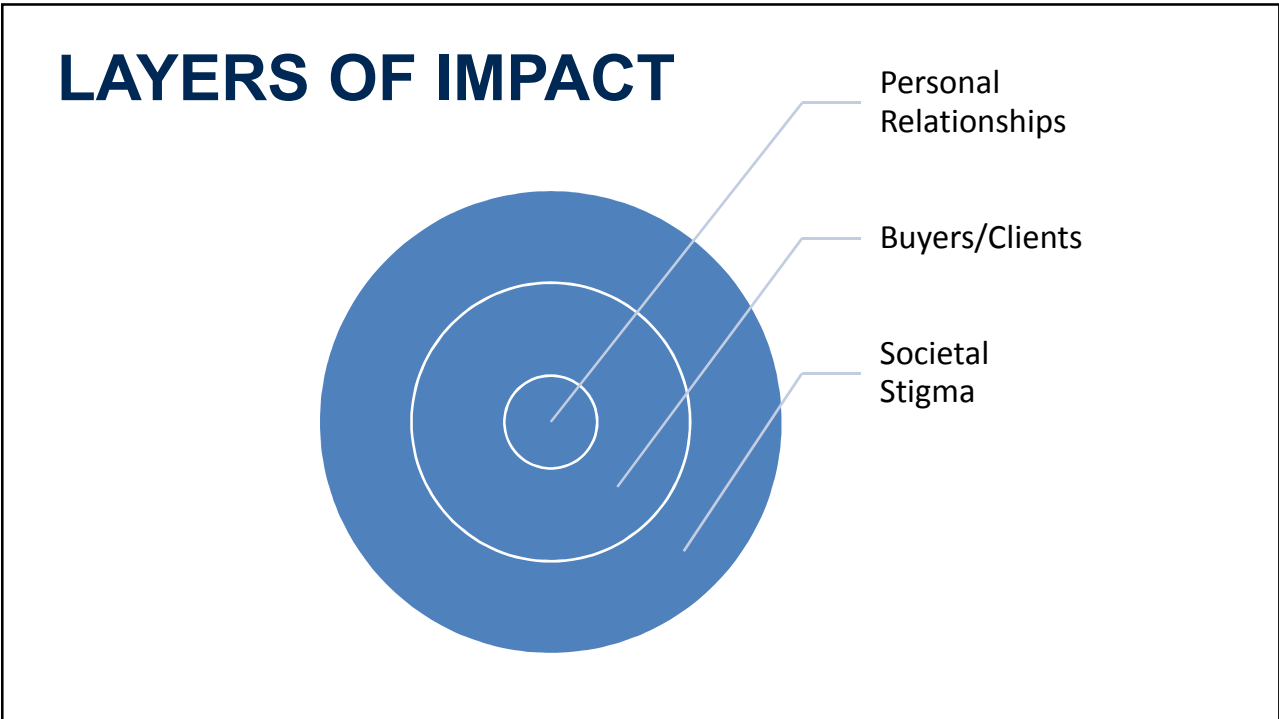 LAYERS OF IMPACT
Personal
Relationships
Buyers/Clients
Societal
Stigma